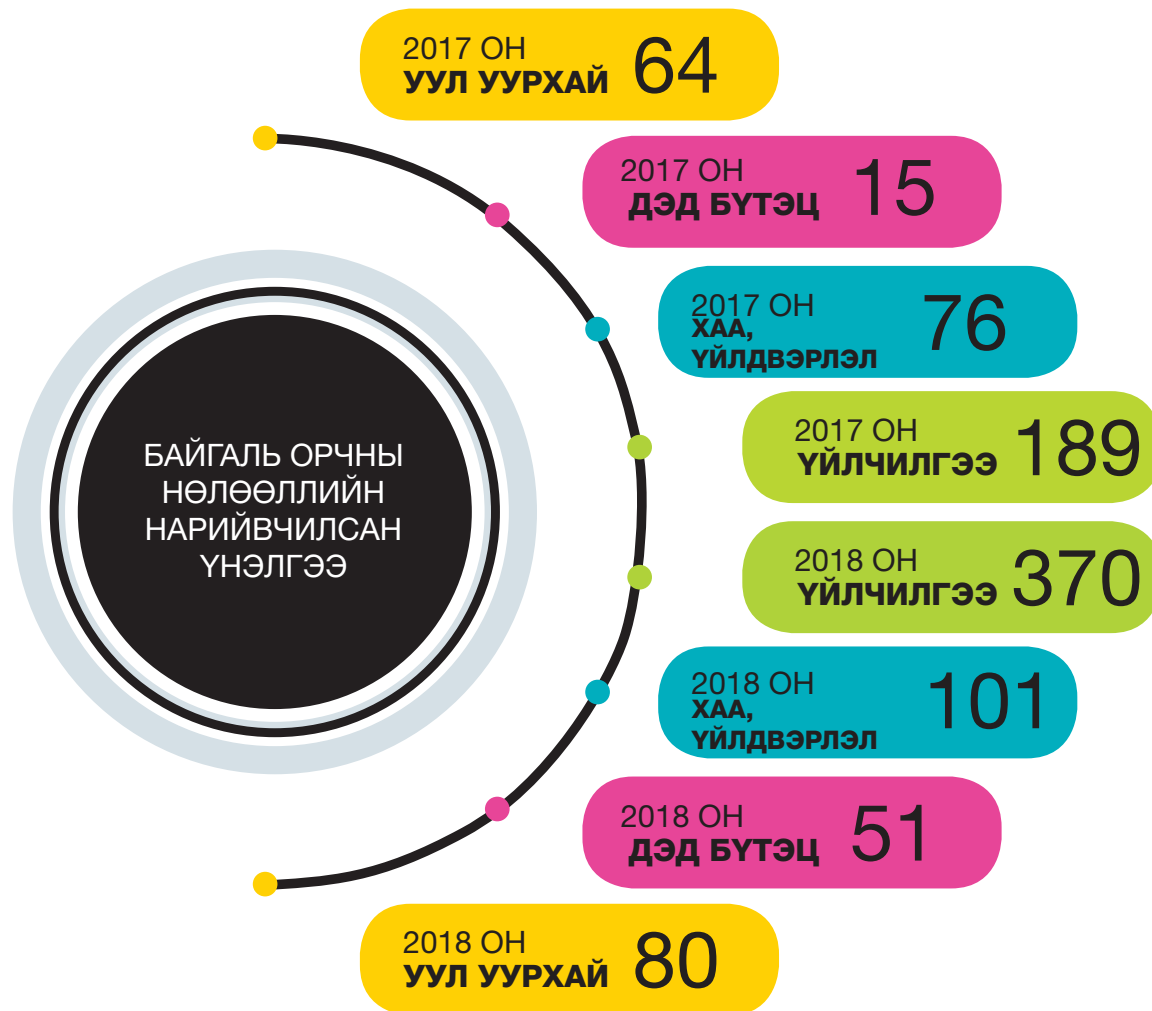 2017 ОН
УУЛ УУРХАЙ 64
2017 ОН
ДЭД БҮТЭЦ 15
2017 ОН
ХАА,
ҮЙЛДВЭРЛЭЛ 76
2017 ОН
ҮЙЛЧИЛГЭЭ 189
БАЙГАЛЬ ОРЧНЫ
НӨЛӨӨЛЛИЙН
НАРИЙВЧИЛСАН
ҮНЭЛГЭЭ
2018 ОН
ҮЙЛЧИЛГЭЭ 370
2018 ОН
ХАА,
ҮЙЛДВЭРЛЭЛ 101
2018 ОН
ДЭД БҮТЭЦ 51
2018 ОН
УУЛ УУРХАЙ 80